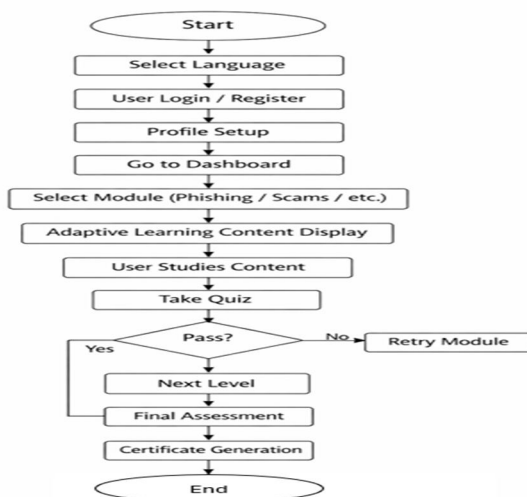 Start
Select Language
User Login / Register
Profile Setup
Go to Dashboard
Select Module (Phishing / Scams / etc.)
Adaptive Learning Content Display
User Studies Content
Take Quiz
Pass?
No
Retry Module
Yes
Next Level
Final Assessment
Certificate Generation
End